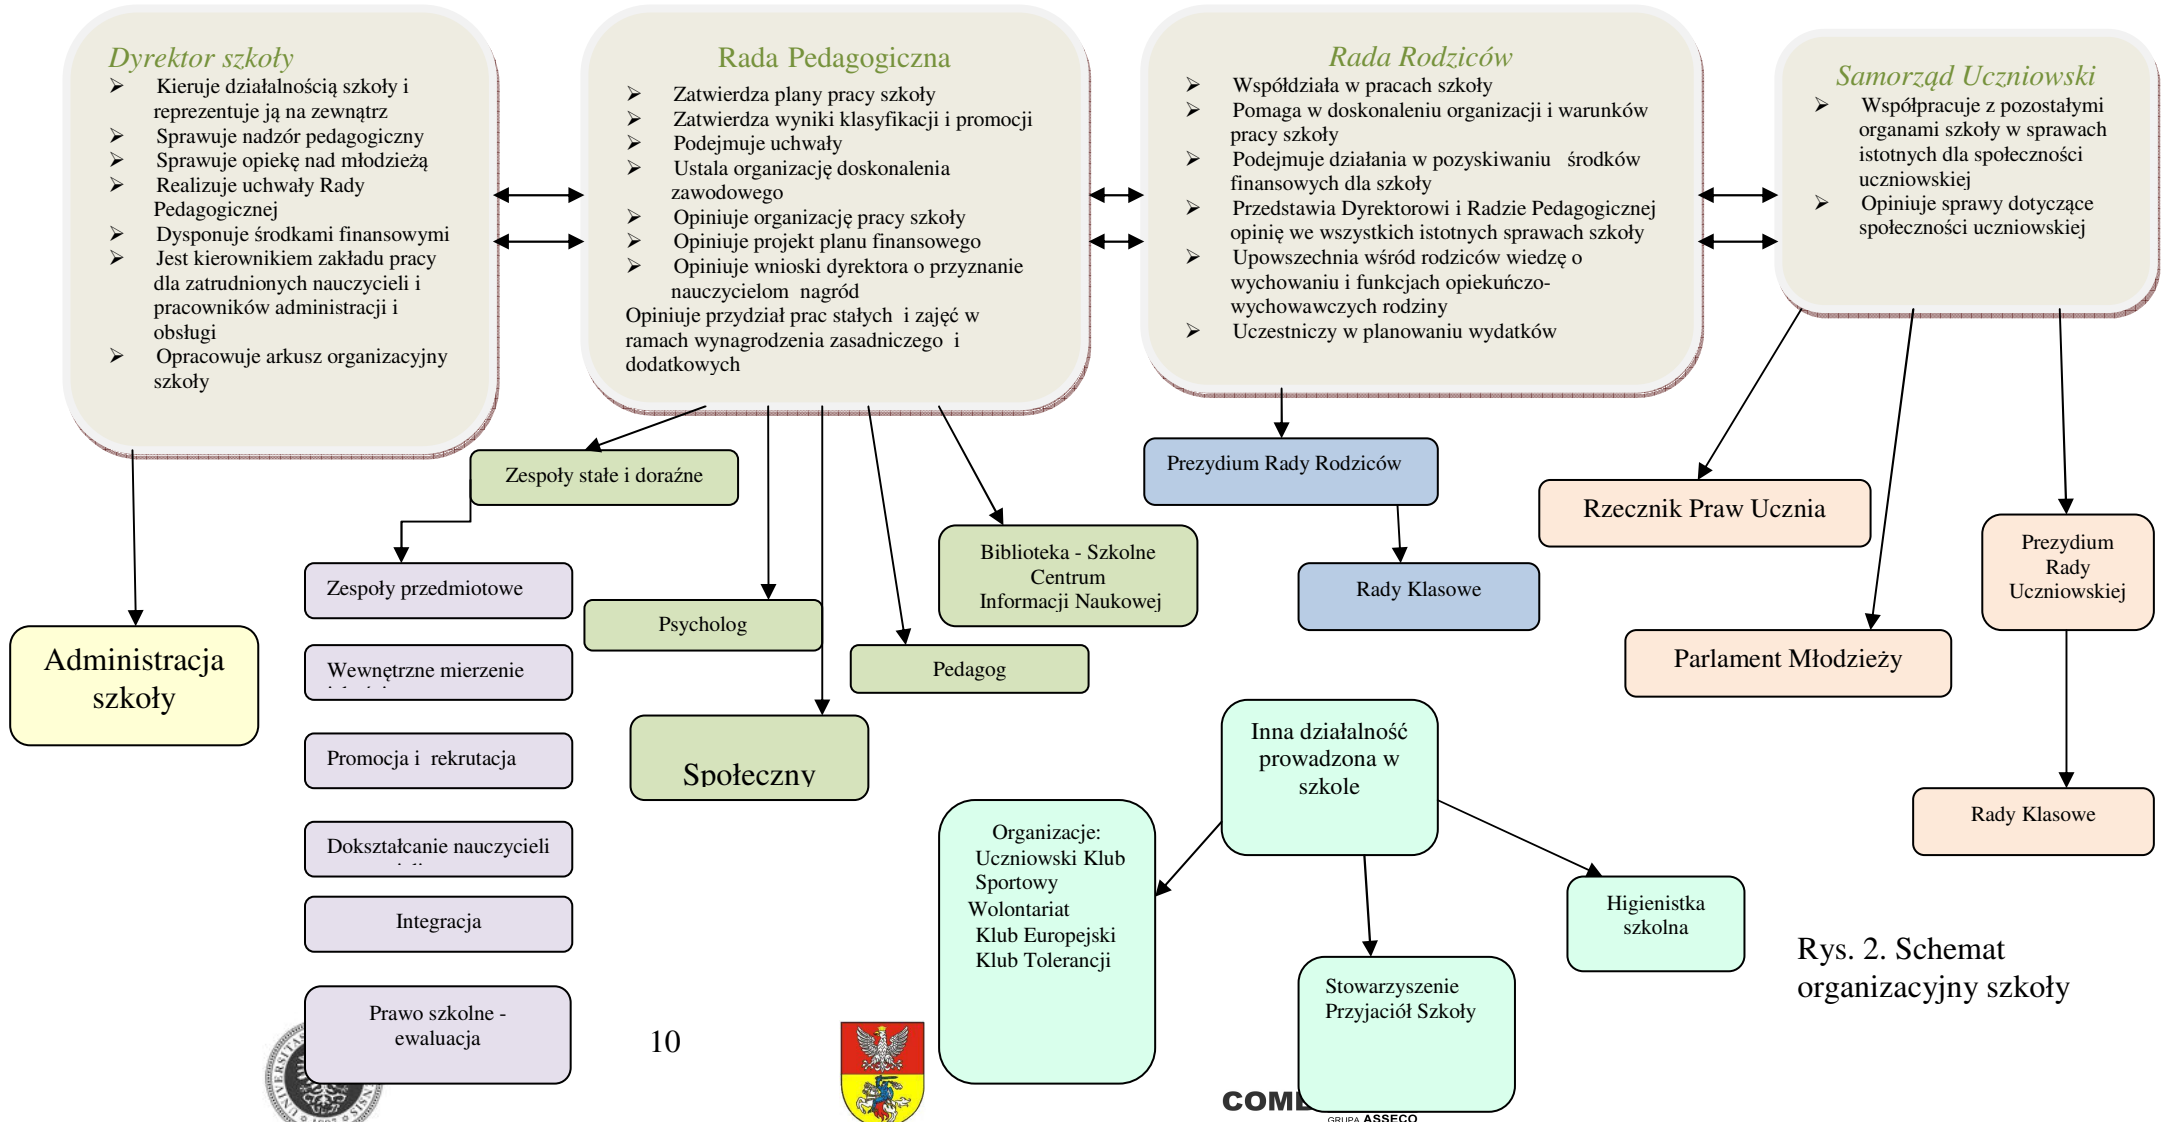 Dyrektor szkoły
➢ Kieruje działalnością szkoły i
reprezentuje ją na zewnątrz
➢ Sprawuje nadzór pedagogiczny
➢ Sprawuje opiekę nad młodzieżą
➢ Realizuje uchwały Rady
Pedagogicznej
➢ Dysponuje środkami finansowymi
➢ Jest kierownikiem zakładu pracy
dla zatrudnionych nauczycieli i
pracowników administracji i
obsługi
➢ Opracowuje arkusz organizacyjny
szkoły
Rada Pedagogiczna
➢ Zatwierdza plany pracy szkoły
➢ Zatwierdza wyniki klasyfikacji i promocji
➢ Podejmuje uchwały
➢ Ustala organizację doskonalenia
zawodowego
➢ Opiniuje organizację pracy szkoły
➢ Opiniuje projekt planu finansowego
➢ Opiniuje wnioski dyrektora o przyznanie
nauczycielom nagród
Opiniuje przydział prac stałych i zajęć w
ramach wynagrodzenia zasadniczego i
dodatkowych
Rada Rodziców
➢ Współdziała w pracach szkoły
➢ Pomaga w doskonaleniu organizacji i warunków
pracy szkoły
➢ Podejmuje działania w pozyskiwaniu środków
finansowych dla szkoły
➢ Przedstawia Dyrektorowi i Radzie Pedagogicznej
opinię we wszystkich istotnych sprawach szkoły
➢ Upowszechnia wśród rodziców wiedzę o
wychowaniu i funkcjach opiekuńczo-
wychowawczych rodziny
➢ Uczestniczy w planowaniu wydatków
Samorząd Uczniowski
➢ Współpracuje z pozostałymi
organami szkoły w sprawach
istotnych dla społeczności
uczniowskiej
➢ Opiniuje sprawy dotyczące
społeczności uczniowskiej
Administracja
szkoły
Zespoły stałe i doraźne
Zespoły przedmiotowe
Wewnętrzne mierzenie
Promocja i rekrutacja
Dokształcanie nauczycieli
Integracja
Prawo szkolne -
ewaluacja
Psycholog
Społeczny
Pedagog
Biblioteka - Szkolne
Centrum
Informacji Naukowej
Prezydium Rady Rodziców
Rady Klasowe
Rzecznik Praw Ucznia
Parlament Młodzieży
Prezydium
Rady
Uczniowskiej
Rady Klasowe
Inna działalność
prowadzona w
szkole
Organizacje:
Uczniowski Klub
Sportowy
Wolontariat
Klub Europejski
Klub Tolerancji
Stowarzyszenie
Przyjaciół Szkoły
Higienistka
szkolna
Rys. 2. Schemat
organizacyjny szkoły
10
GRUPA ASSECO